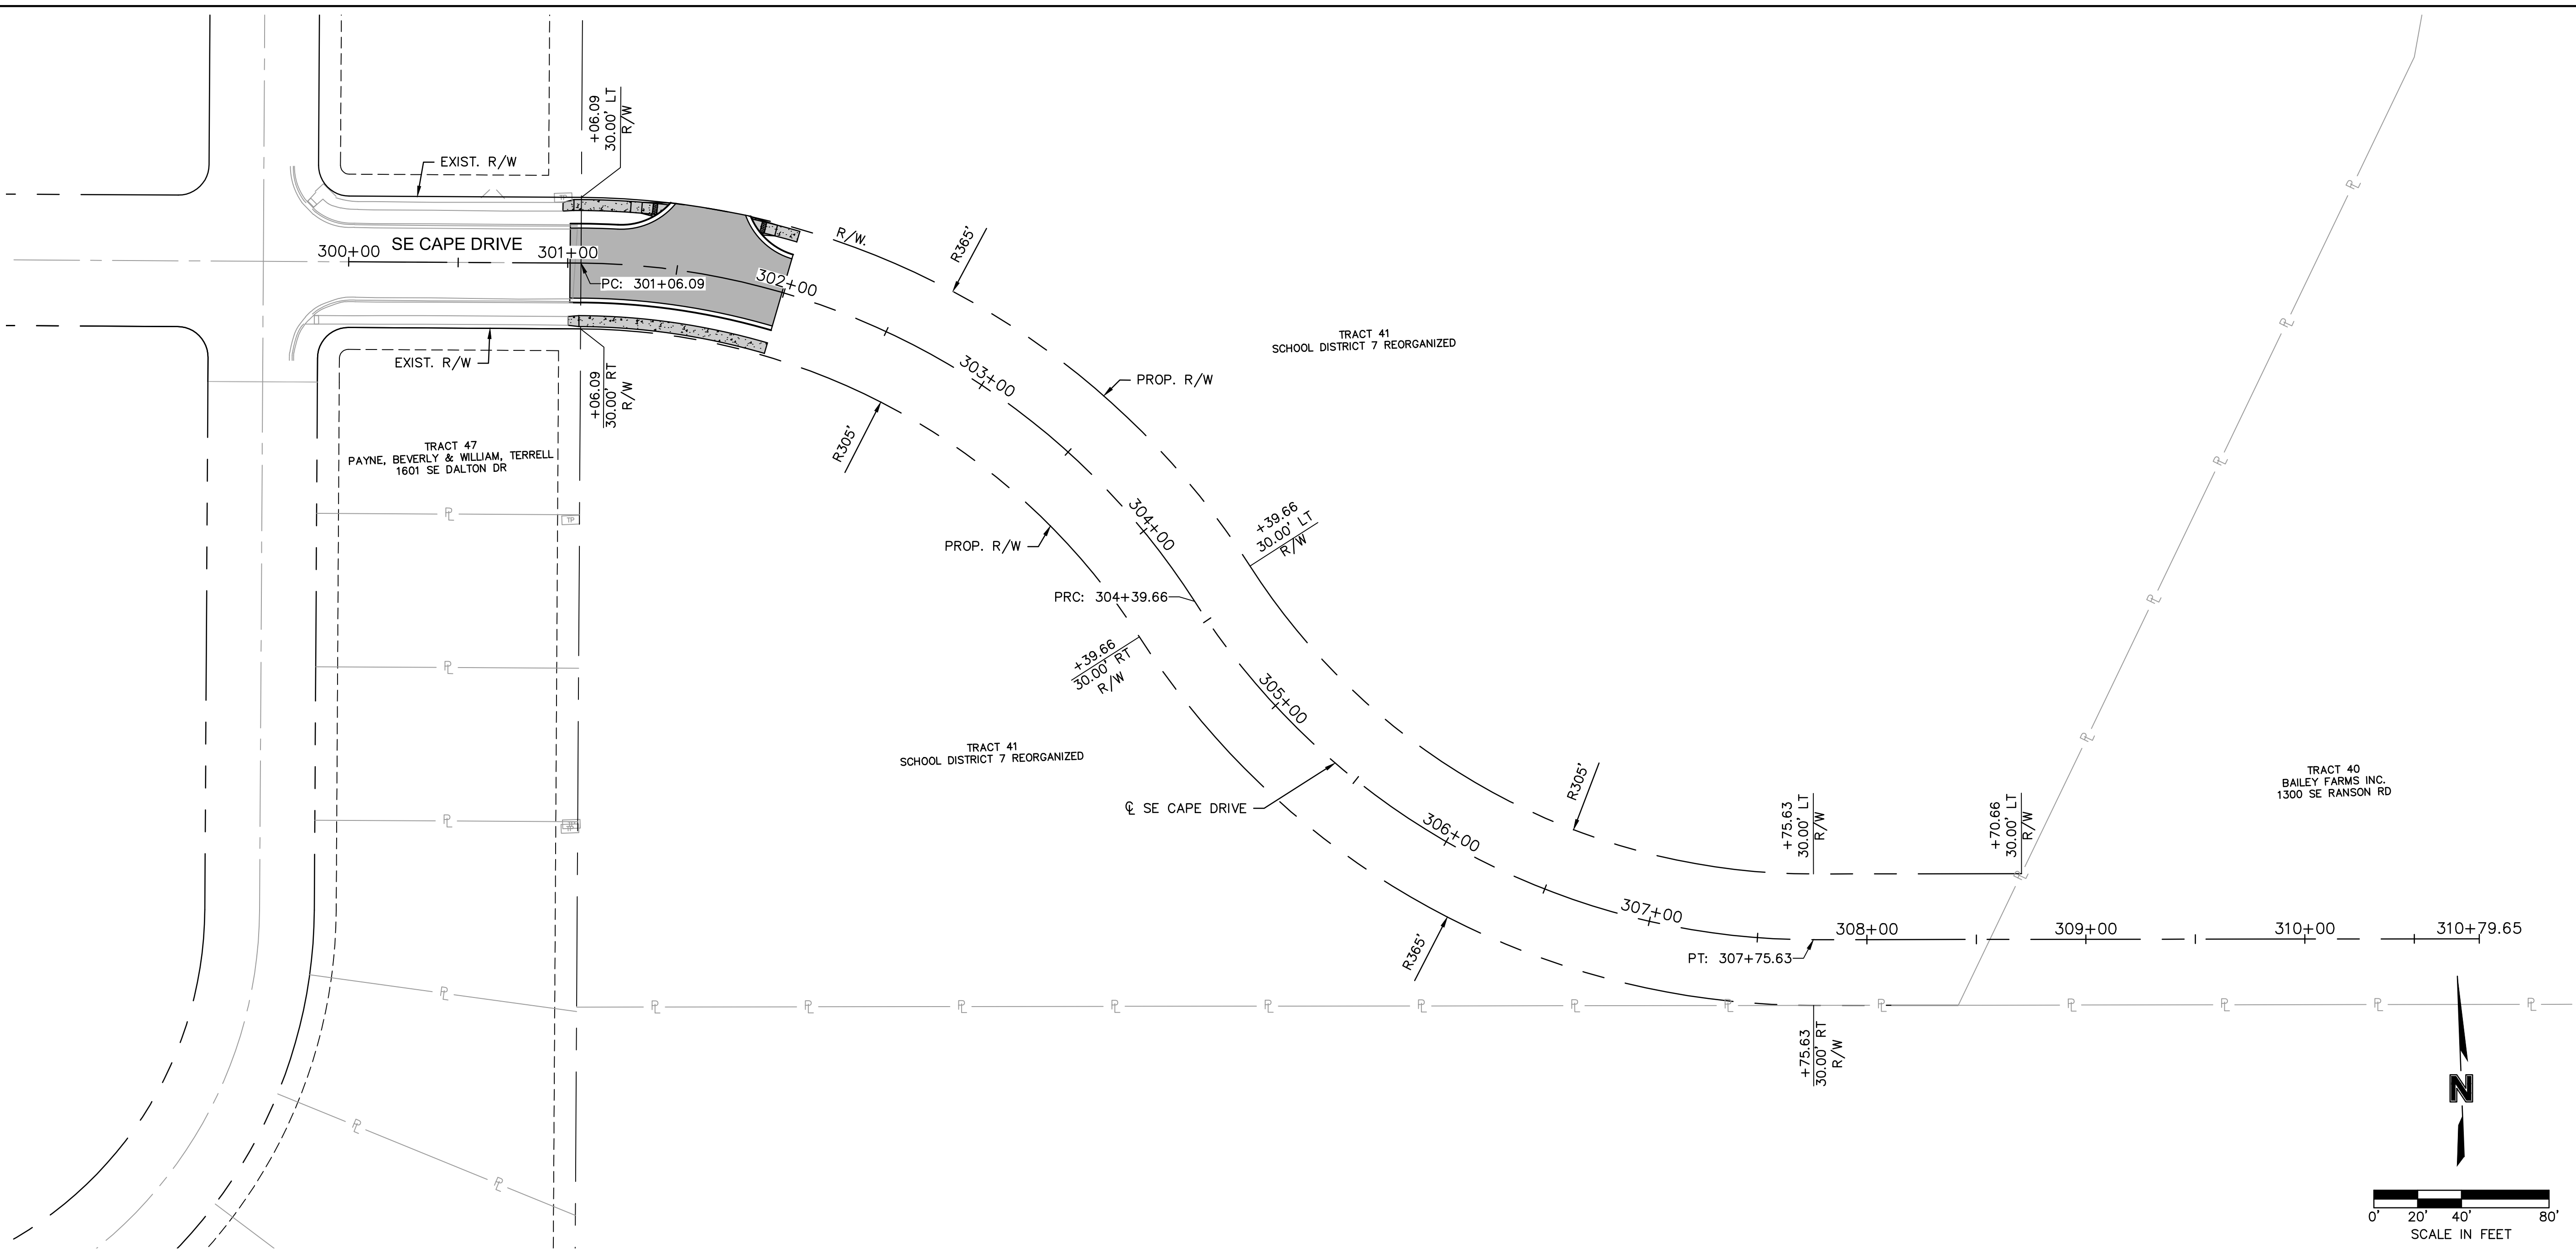 +06.09
30.00' LT
R/W
EXIST. R/W
TP
SE CAPE DRIVE
300+00
301+00
PC: 301+06.09
302+00
R/W.
R365'
EXIST. R/W
+06.09
30.00' RT
R/W
303+00
R305'
TRACT 41
SCHOOL DISTRICT 7 REORGANIZED
PROP. R/W
TRACT 47
PAYNE, BEVERLY & WILLIAM, TERRELL
1601 SE DALTON DR
TP
304+00
+39.66
30.00' LT
R/W
PROP. R/W
PRC: 304+39.66
+39.66
30.00' RT
R/W
305+00
TRACT 41
SCHOOL DISTRICT 7 REORGANIZED
℄ SE CAPE DRIVE
306+00
R305'
+75.63
30.00' LT
R/W
+70.66
30.00' LT
R/W
TRACT 40
BAILEY FARMS INC.
1300 SE RANSON RD
R365'
307+00
PT: 307+75.63
308+00
309+00
310+00
310+79.65
+75.63
30.00' RT
R/W
N
0' 20' 40' 80'
SCALE IN FEET